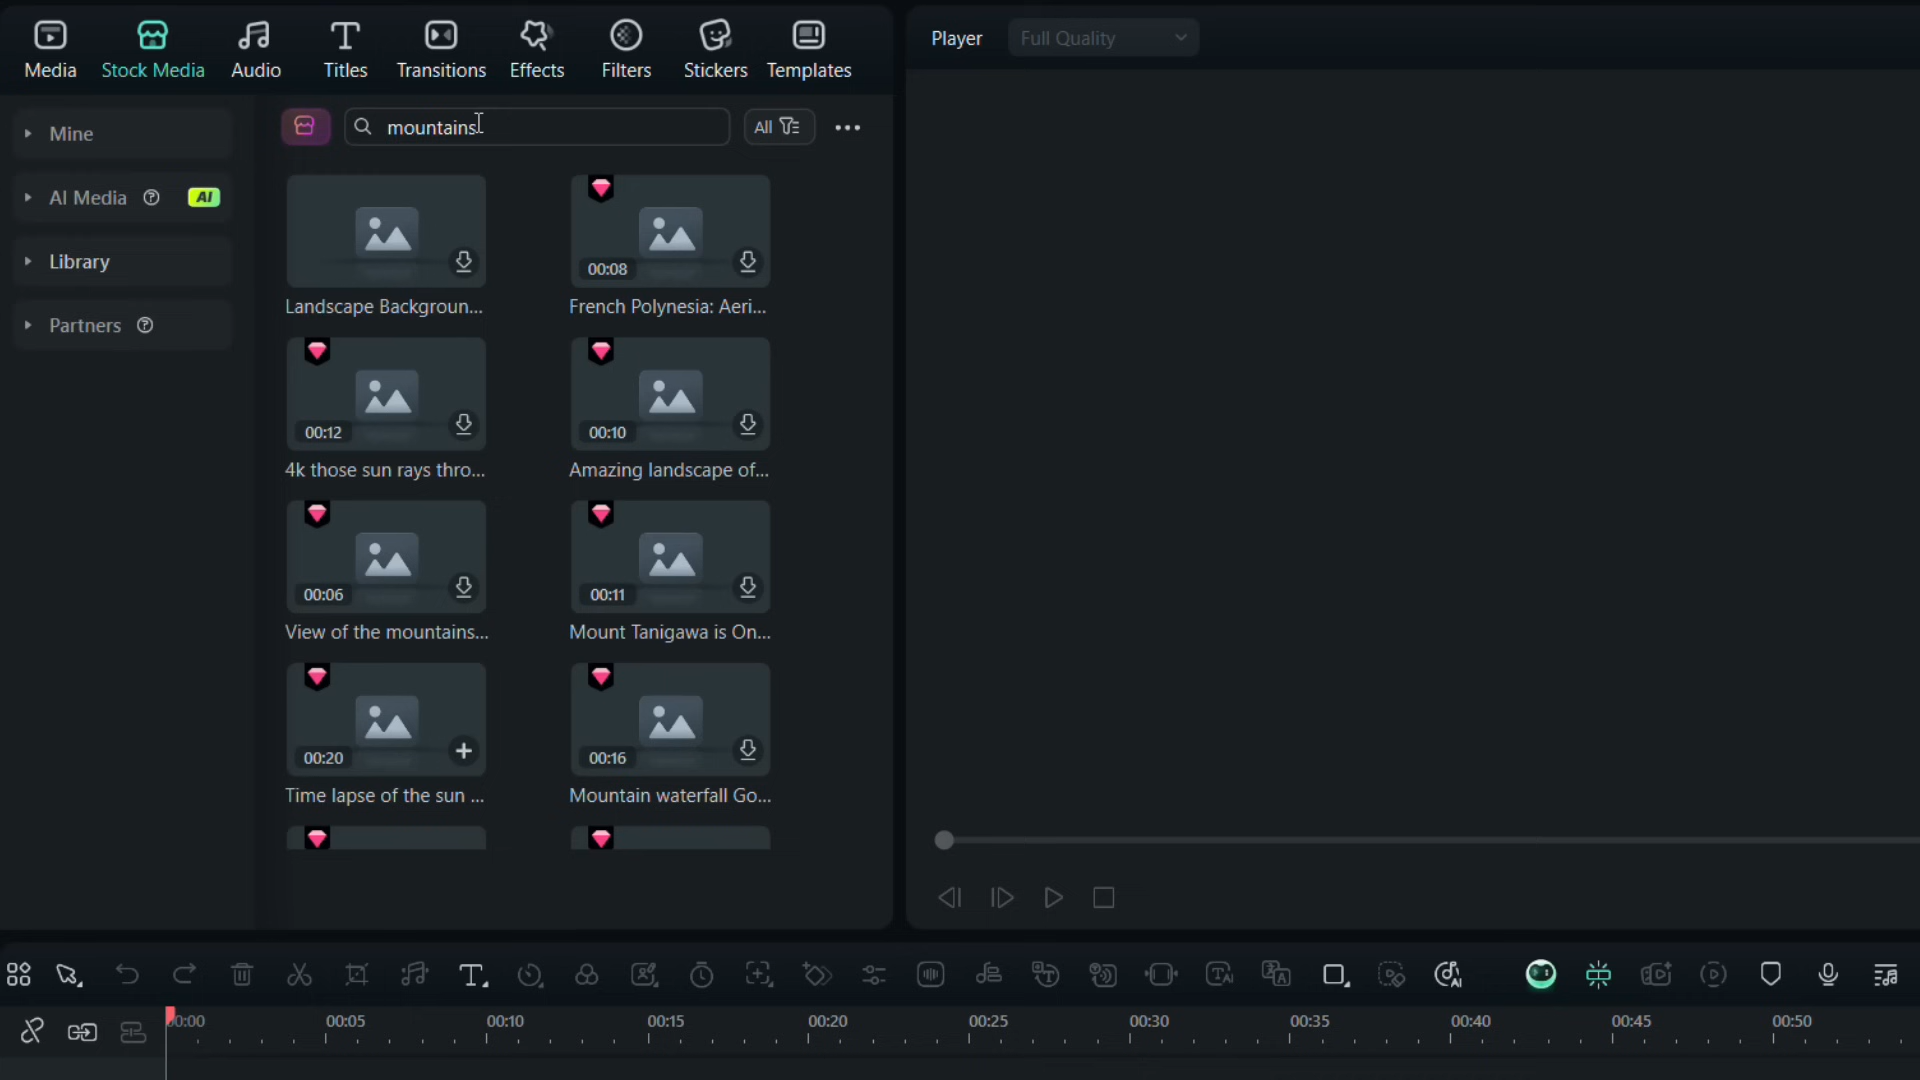 Media
Stock Media
Audio
Titles
Transitions
Effects
Filters
Stickers
Templates
Player
Full Quality
Mine
AI Media
AI
Library
Partners
mountains
All
Landscape Backgroun...
00:08
French Polynesia: Aeri...
00:12
4k those sun rays thro...
00:10
Amazing landscape of...
00:06
View of the mountains...
00:11
Mount Tanigawa is On...
00:20
Time lapse of the sun ...
00:16
Mountain waterfall Go...
00:00
00:05
00:10
00:15
00:20
00:25
00:30
00:35
00:40
00:45
00:50